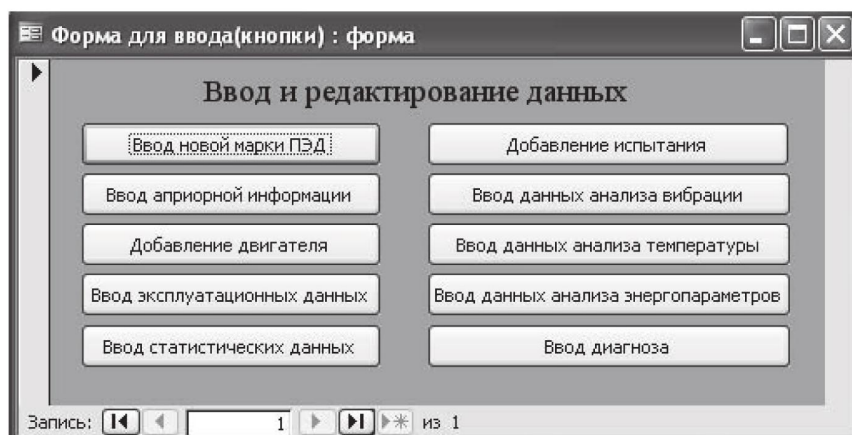 Форма для ввода(кнопки) : форма
Ввод и редактирование данных
Ввод новой марки ПЭД
Добавление испытания
Ввод априорной информации
Ввод данных анализа вибрации
Добавление двигателя
Ввод данных анализа температуры
Ввод эксплуатационных данных
Ввод данных анализа энергопараметров
Ввод статистических данных
Ввод диагноза
Запись: 1 из 1